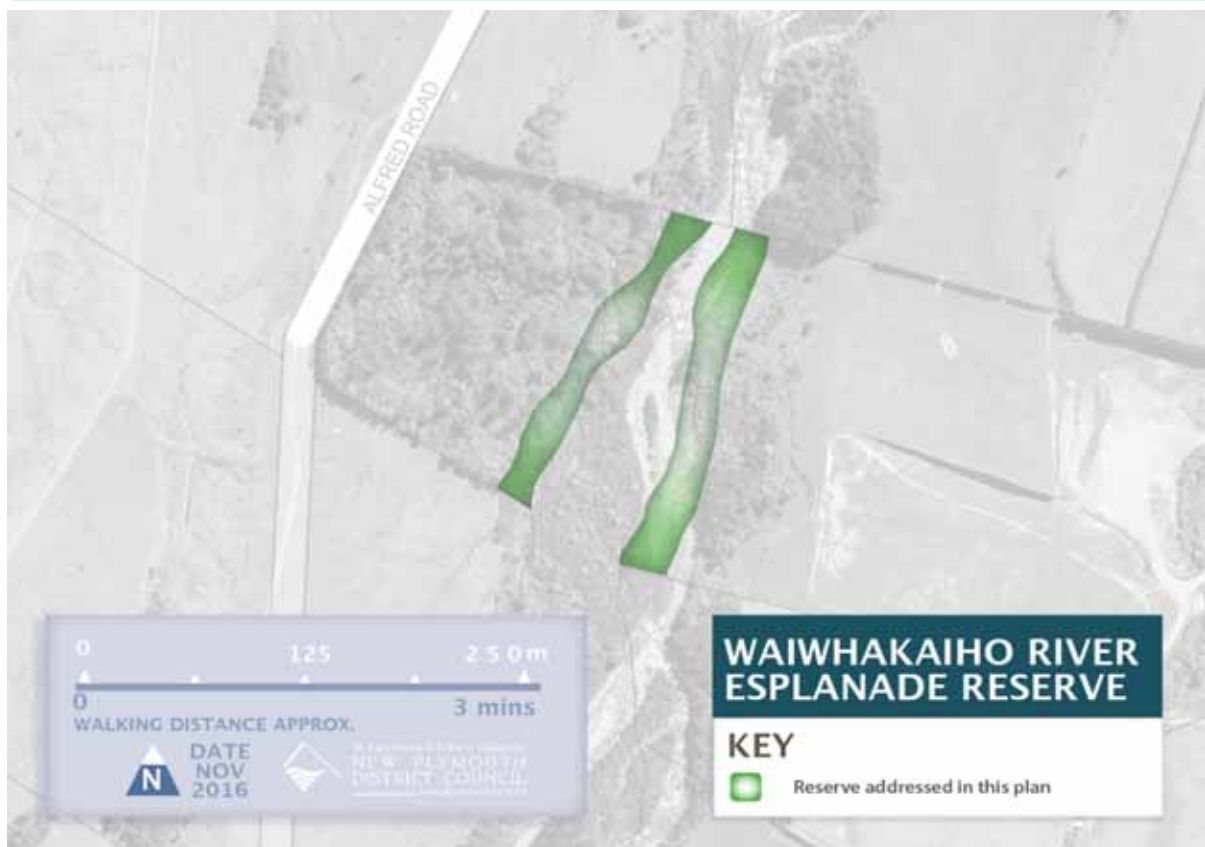 ALFRED ROAD
0 125 250m
0 3 mins
WALKING DISTANCE APPROX.
N
DATE
NOV
2016
NEW PLYMOUTH
DISTRICT COUNCIL
WAIWHAKAIHO RIVER
ESPLANADE RESERVE
KEY
Reserve addressed in this plan